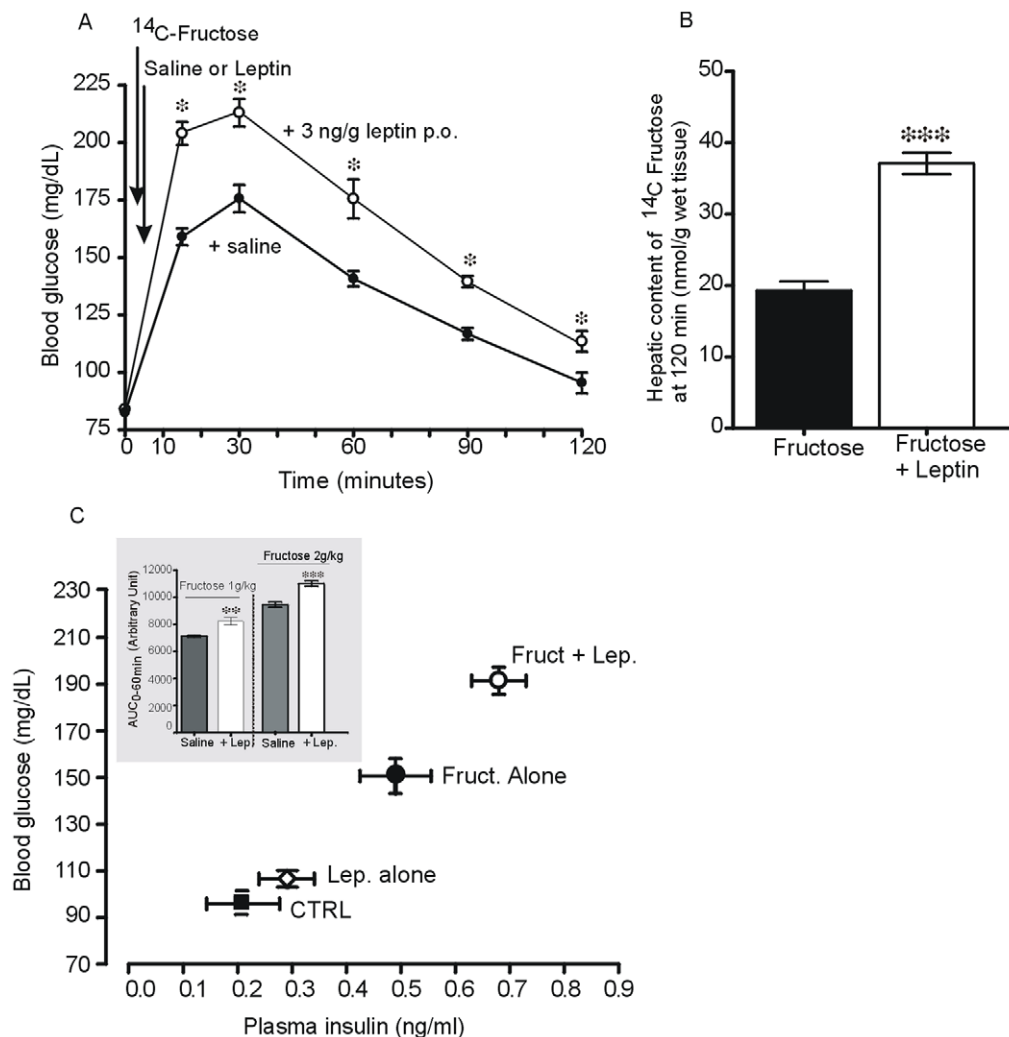 A
14C-Fructose
Saline or Leptin
225
200
175
150
125
100
75
Blood glucose (mg/dL)
*
*
+ 3 ng/g leptin p.o.
*
+ saline
*
*
0 10 30 60 90 120
Time (minutes)
B
50
40
30
20
10
0
Hepatic content of 14C Fructose
at 120 min (nmol/g wet tissue)
***
Fructose
Fructose
+ Leptin
C
230
210
190
170
150
130
110
90
70
Blood glucose (mg/dL)
Fructose 2g/kg
Fructose 1g/kg
***
**
12000
10000
8000
6000
4000
2000
0
AUC0-60min (Arbitrary Unit)
Saline + Lep. Saline + Lep.
Fruct + Lep.
Fruct. Alone
Lep. alone
CTRL
0.0 0.1 0.2 0.3 0.4 0.5 0.6 0.7 0.8 0.9
Plasma insulin (ng/ml)